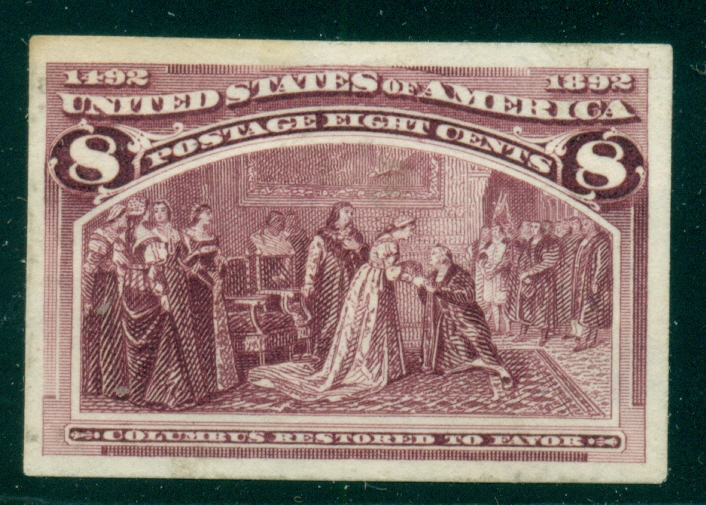 1492 1892
UNITED STATES OF AMERICA
8 POSTAGE EIGHT CENTS 8
COLUMBUS RESTORED TO FAVOR